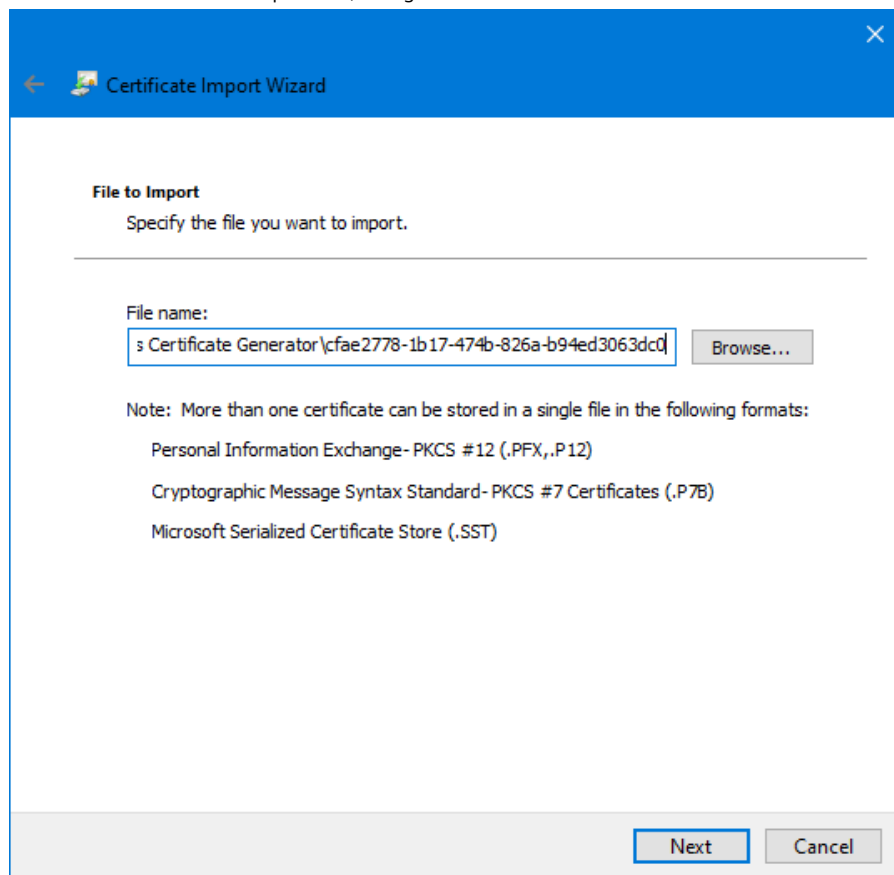 Certificate Import Wizard
File to Import
Specify the file you want to import.
File name:
s Certificate Generator\cfae2778-1b17-474b-826a-b94ed3063dc0
Browse...
Note: More than one certificate can be stored in a single file in the following formats:
Personal Information Exchange- PKCS #12 (.PFX,.P12)
Cryptographic Message Syntax Standard- PKCS #7 Certificates (.P7B)
Microsoft Serialized Certificate Store (.SST)
Next
Cancel